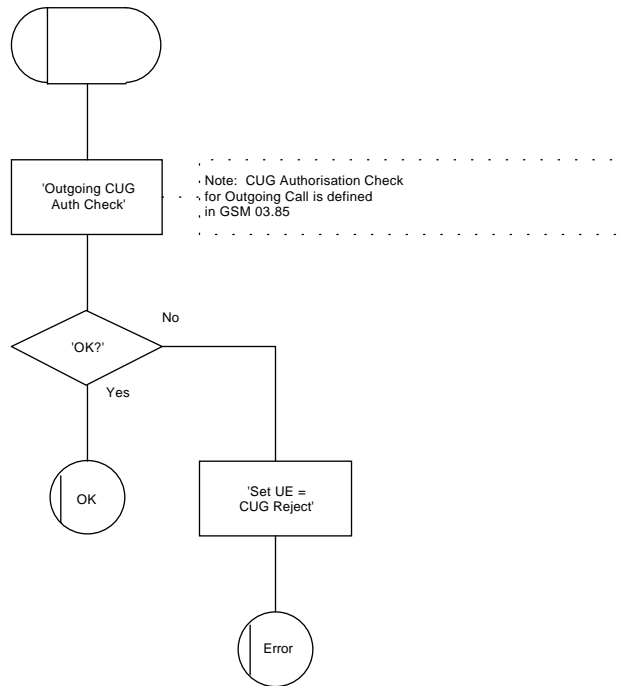 'Outgoing CUG
Auth Check'
Note: CUG Authorisation Check
for Outgoing Call is defined
in GSM 03.85
No
'OK?'
Yes
OK
'Set UE =
CUG Reject'
Error